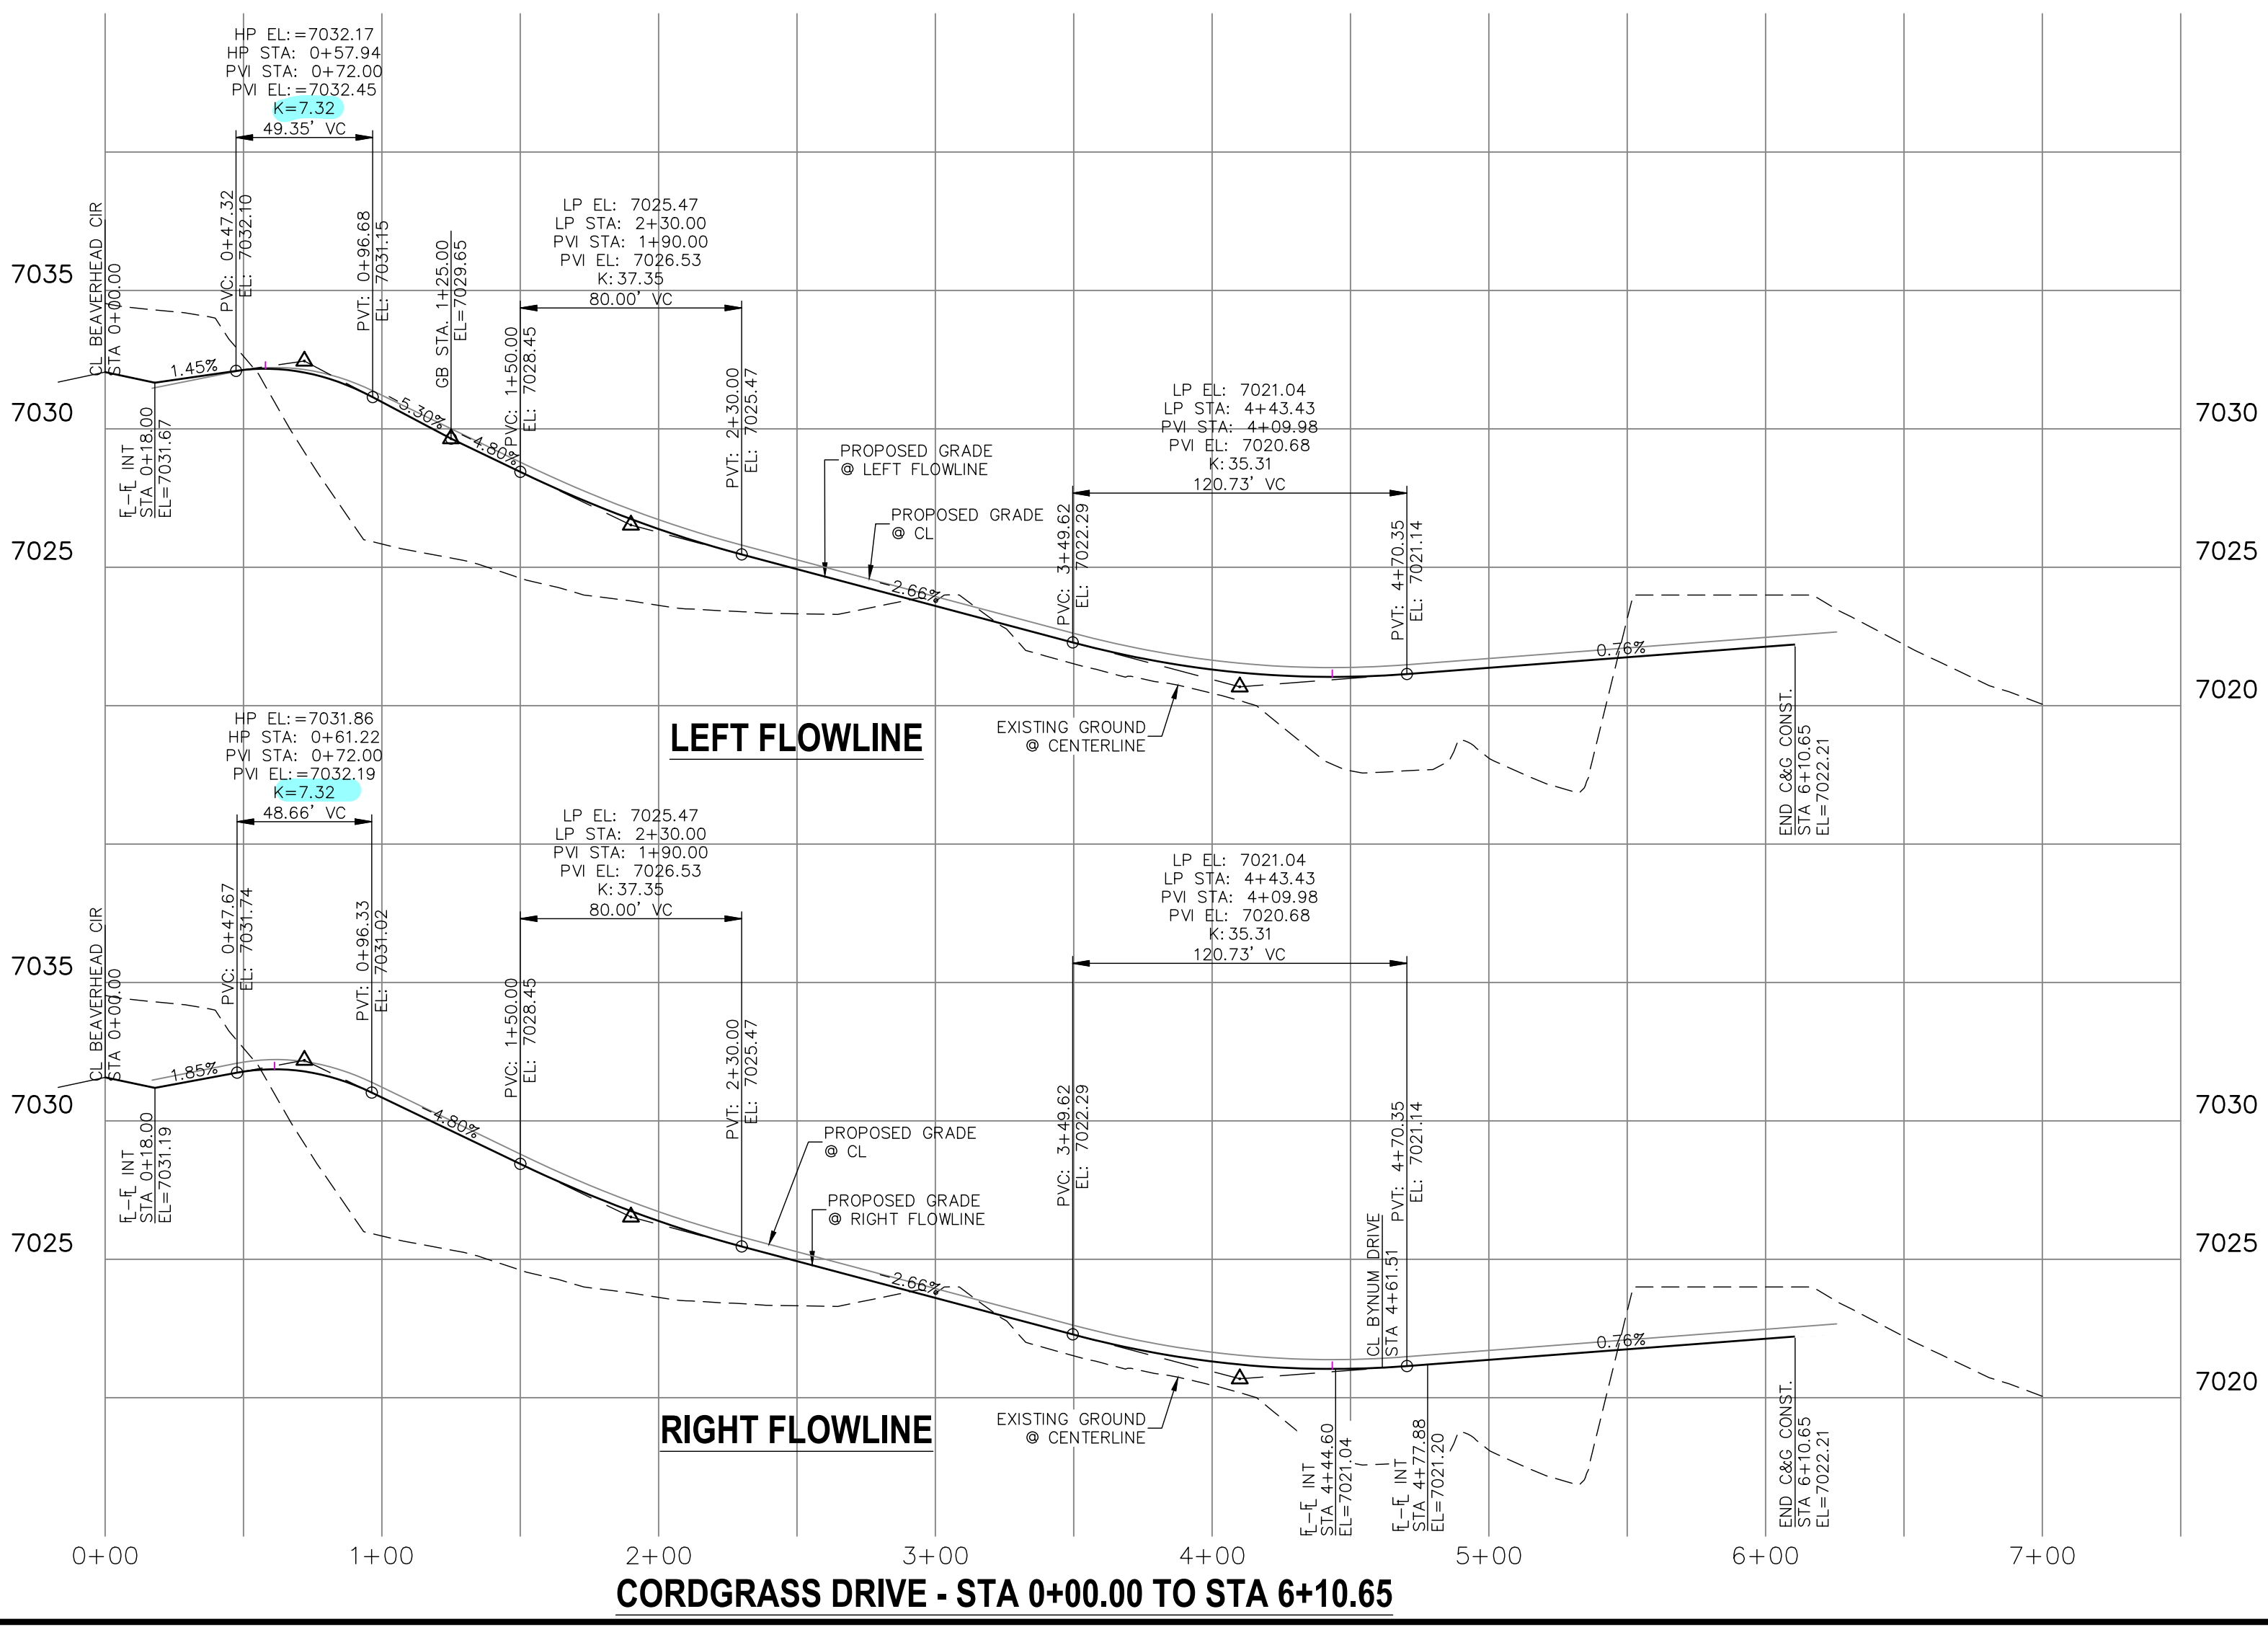 HP EL:=7032.17
HP STA: 0+57.94
PVI STA: 0+72.00
PVI EL:=7032.45
K=7.32
49.35' VC
CL BEAVERHEAD CIR
STA 0+00.00
PVC: 0+47.32
EL: 7032.10
PVT: 0+96.68
EL: 7031.15
GB STA. 1+25.00
EL=7029.65
LP EL: 7025.47
LP STA: 2+30.00
PVI STA: 1+90.00
PVI EL: 7026.53
K: 37.35
80.00' VC
PVC: 1+50.00
EL: 7028.45
PVT: 2+30.00
EL: 7025.47
LP EL: 7021.04
LP STA: 4+43.43
PVI STA: 4+09.98
PVI EL: 7020.68
K: 35.31
120.73' VC
PVC: 3+49.62
EL: 7022.29
PVT: 4+70.35
EL: 7021.14
7035
7030
7025
7030
7025
7020
1.45%
-5.30%
-4.80%
-2.66%
0.76%
FL-FL INT
STA 0+18.00
EL=7031.67
PROPOSED GRADE
@ LEFT FLOWLINE
PROPOSED GRADE
@ CL
EXISTING GROUND
@ CENTERLINE
END C&G CONST.
STA 6+10.65
EL=7022.21
LEFT FLOWLINE
HP EL:=7031.86
HP STA: 0+61.22
PVI STA: 0+72.00
PVI EL:=7032.19
K=7.32
48.66' VC
CL BEAVERHEAD CIR
STA 0+00.00
PVC: 0+47.67
EL: 7031.74
PVT: 0+96.33
EL: 7031.02
LP EL: 7025.47
LP STA: 2+30.00
PVI STA: 1+90.00
PVI EL: 7026.53
K: 37.35
80.00' VC
PVC: 1+50.00
EL: 7028.45
PVT: 2+30.00
EL: 7025.47
LP EL: 7021.04
LP STA: 4+43.43
PVI STA: 4+09.98
PVI EL: 7020.68
K: 35.31
120.73' VC
PVC: 3+49.62
EL: 7022.29
CL BYNUM DRIVE
STA 4+61.51
PVT: 4+70.35
EL: 7021.14
7035
7030
7025
7030
7025
7020
1.85%
-4.80%
-2.66%
0.76%
FL-FL INT
STA 0+18.00
EL=7031.19
PROPOSED GRADE
@ CL
PROPOSED GRADE
@ RIGHT FLOWLINE
EXISTING GROUND
@ CENTERLINE
FL-FL INT
STA 4+44.60
EL=7021.04
FL-FL INT
STA 4+77.88
EL=7021.20
END C&G CONST.
STA 6+10.65
EL=7022.21
RIGHT FLOWLINE
0+00 1+00 2+00 3+00 4+00 5+00 6+00 7+00
CORDGRASS DRIVE - STA 0+00.00 TO STA 6+10.65